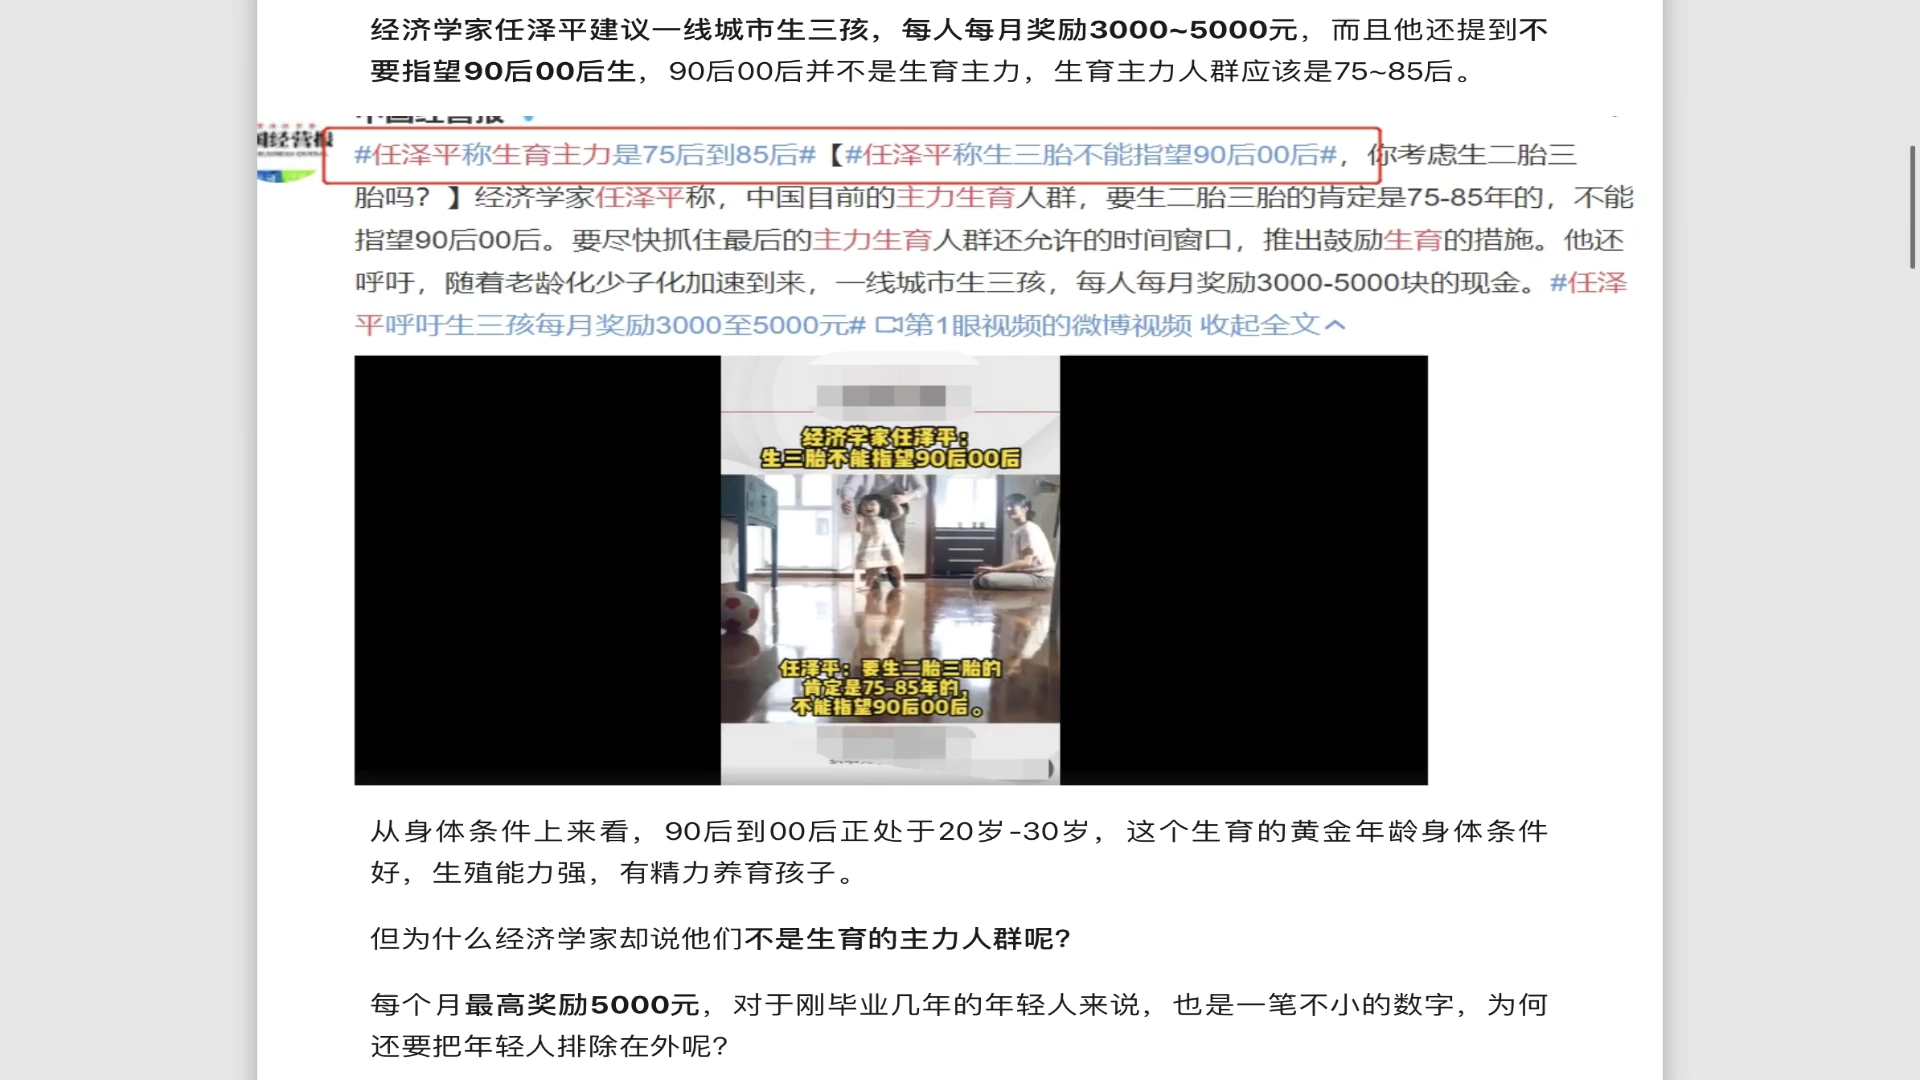 经济学家任泽平建议一线城市生三孩，每人每月奖励3000~5000元，而且他还提到不
要指望90后00后生，90后00后并不是生育主力，生育主力人群应该是75~85后。
中国经营报
国经营报
#任泽平称生育主力是75后到85后#【#任泽平称生三胎不能指望90后00后#，你考虑生二胎三
胎吗？】经济学家任泽平称，中国目前的主力生育人群，要生二胎三胎的肯定是75-85年的，不能
指望90后00后。要尽快抓住最后的主力生育人群还允许的时间窗口，推出鼓励生育的措施。他还
呼吁，随着老龄化少子化加速到来，一线城市生三孩，每人每月奖励3000-5000块的现金。#任泽
平呼吁生三孩每月奖励3000至5000元# 第1眼视频的微博视频 收起全文
经济学家任泽平：
生三胎不能指望90后00后
任泽平：要生二胎三胎的
肯定是75-85年的，
不能指望90后00后。
从身体条件上来看，90后到00后正处于20岁-30岁，这个生育的黄金年龄身体条件
好，生殖能力强，有精力养育孩子。
但为什么经济学家却说他们不是生育的主力人群呢?
每个月最高奖励5000元，对于刚毕业几年的年轻人来说，也是一笔不小的数字，为何
还要把年轻人排除在外呢?